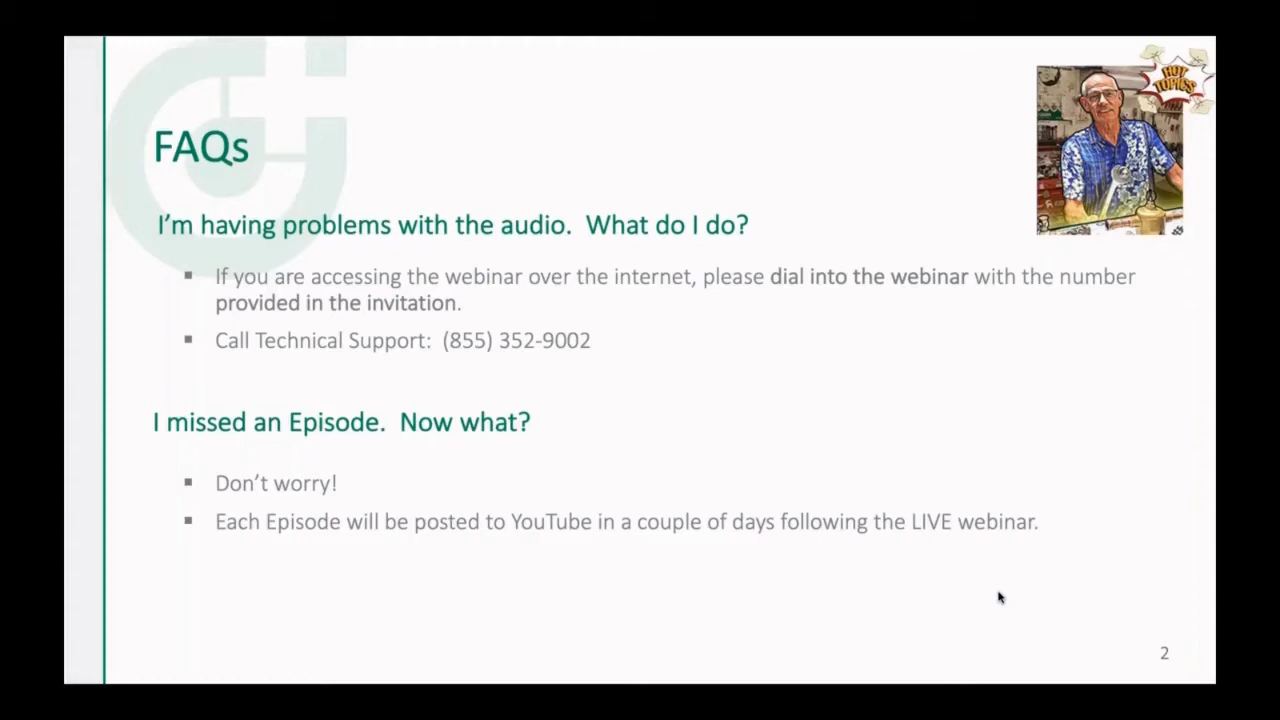 HOT
TOPICS
FAQs
I'm having problems with the audio.  What do I do?
If you are accessing the webinar over the internet, please dial into the webinar with the number
provided in the invitation.
Call Technical Support:  (855) 352-9002
I missed an Episode.  Now what?
Don't worry!
Each Episode will be posted to YouTube in a couple of days following the LIVE webinar.
2